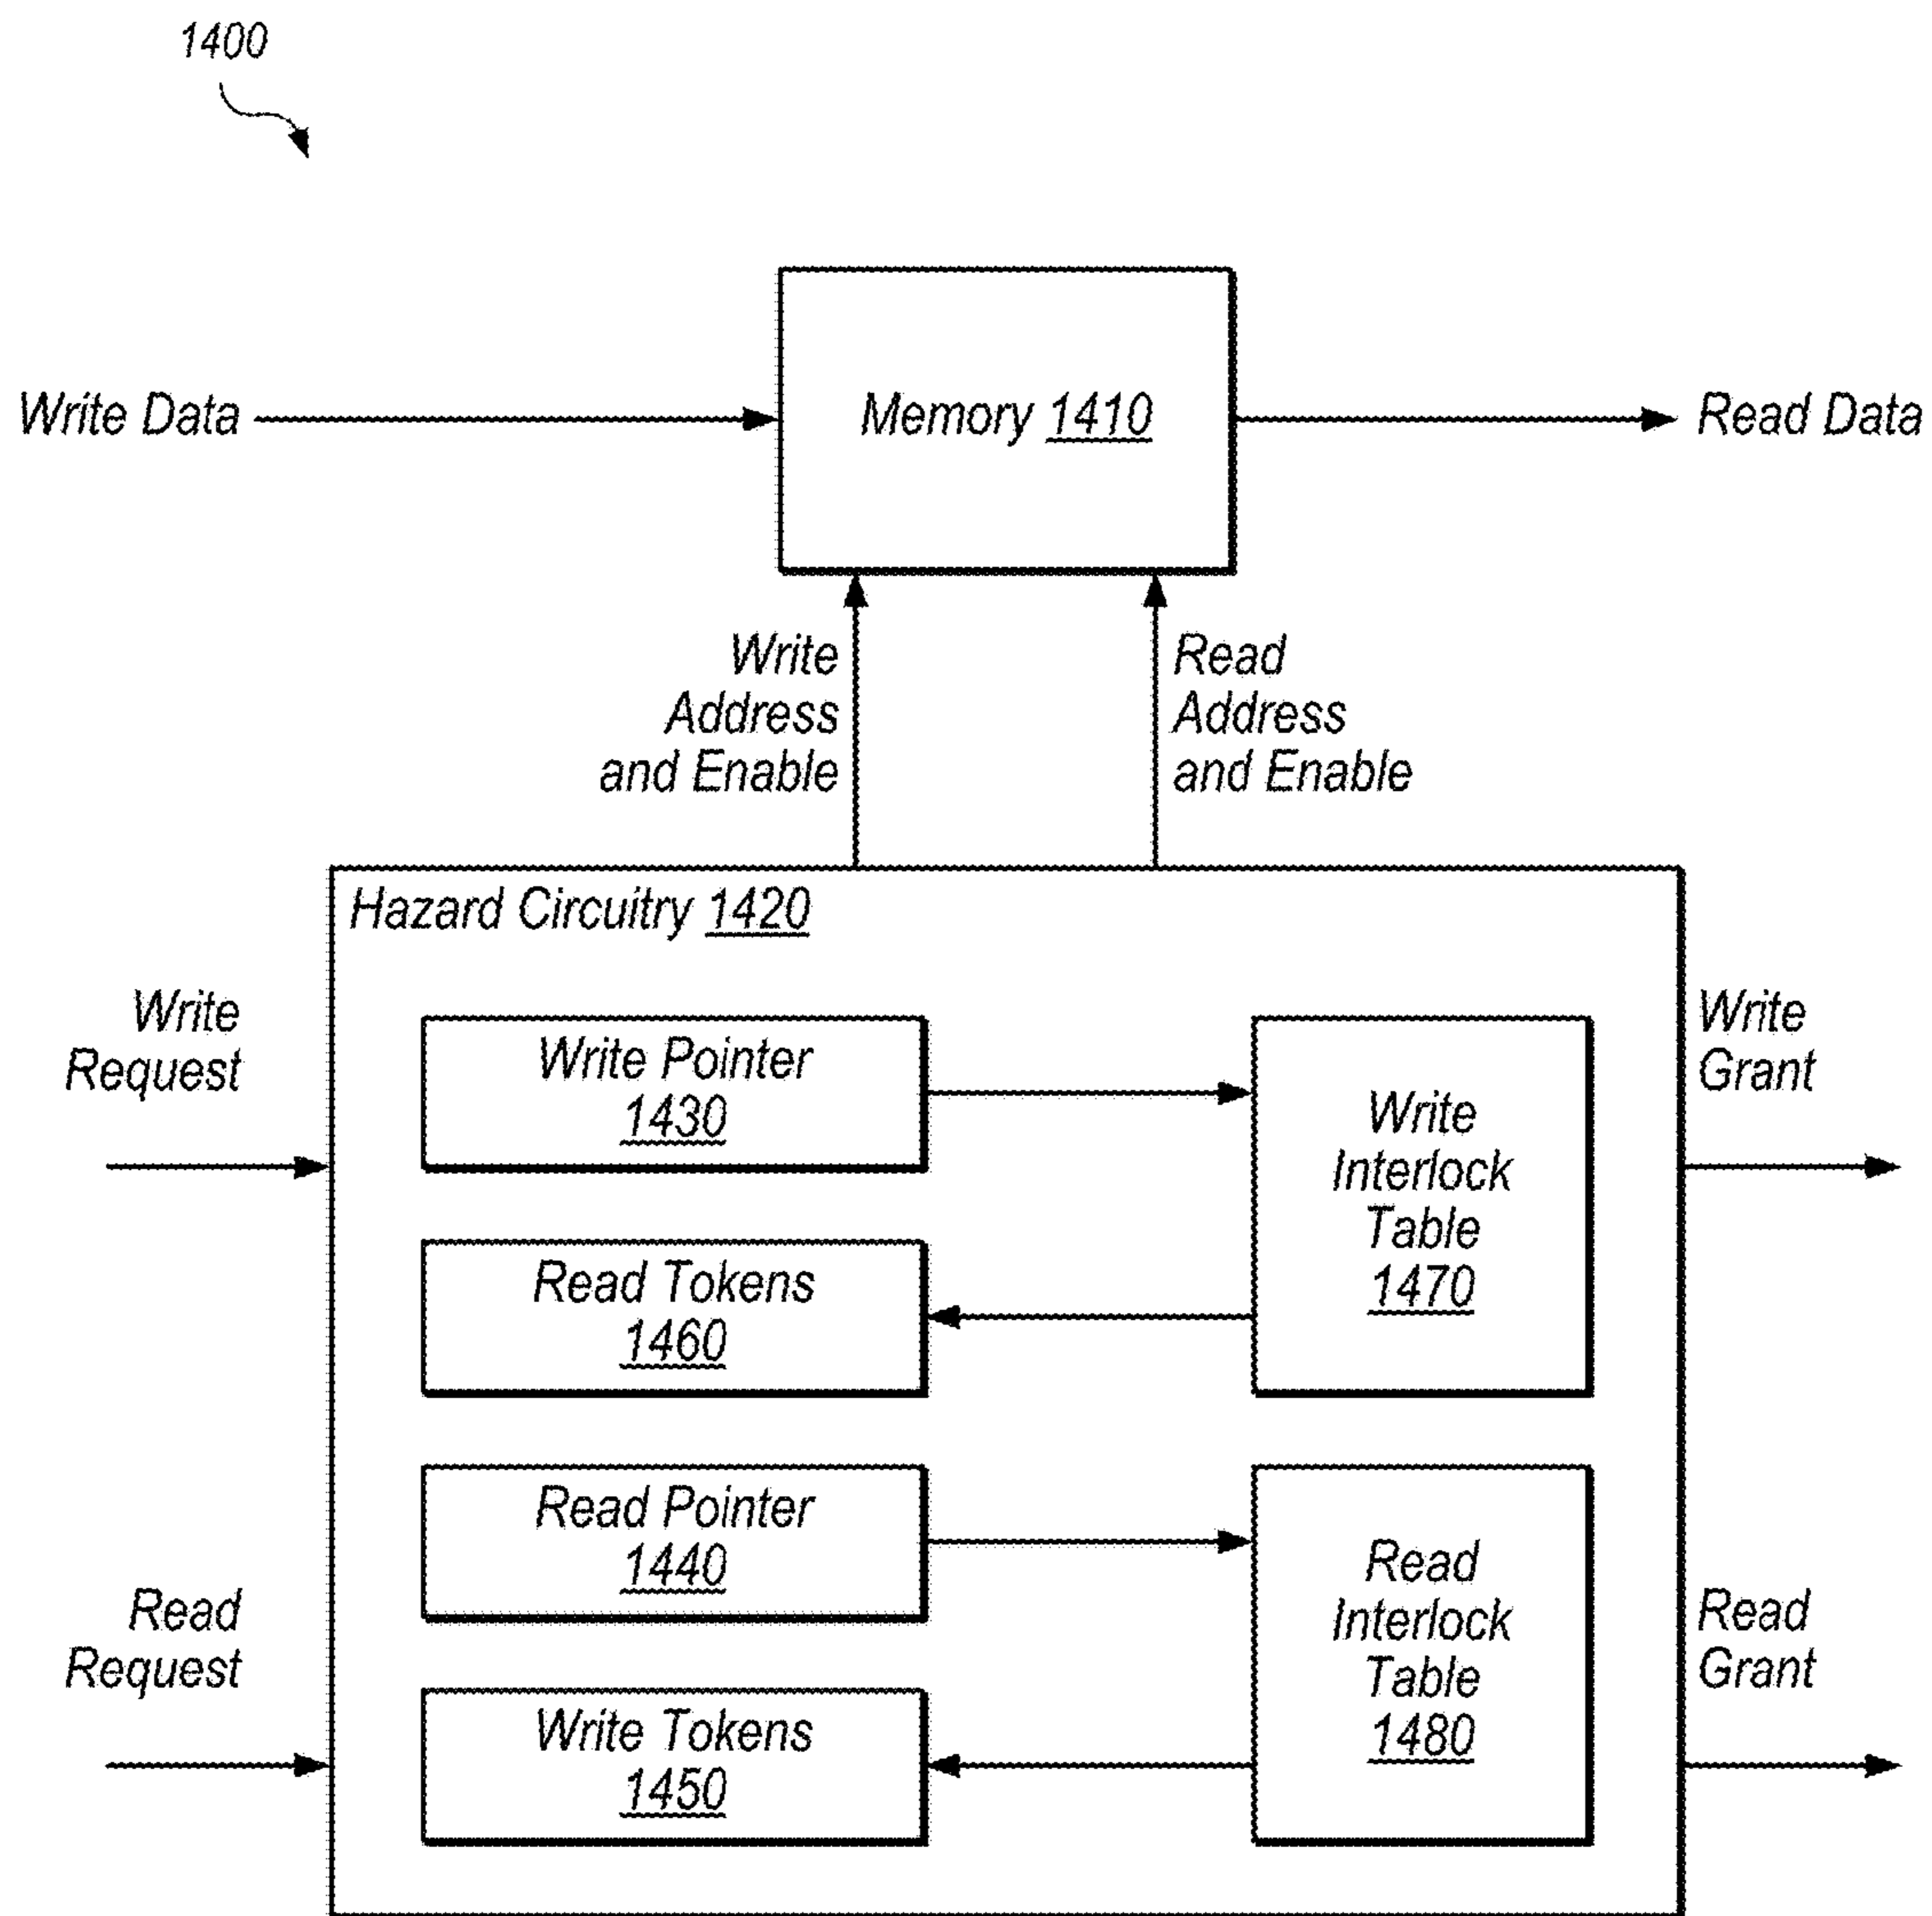 1400
Write Data
Memory 1410
Read Data
Write
Address
and Enable
Read
Address
and Enable
Hazard Circuitry 1420
Write
Request
Write Pointer
1430
Write
Interlock
Table
1470
Write
Grant
Read Tokens
1460
Read Pointer
1440
Read
Interlock
Table
1480
Read
Request
Read
Grant
Write Tokens
1450